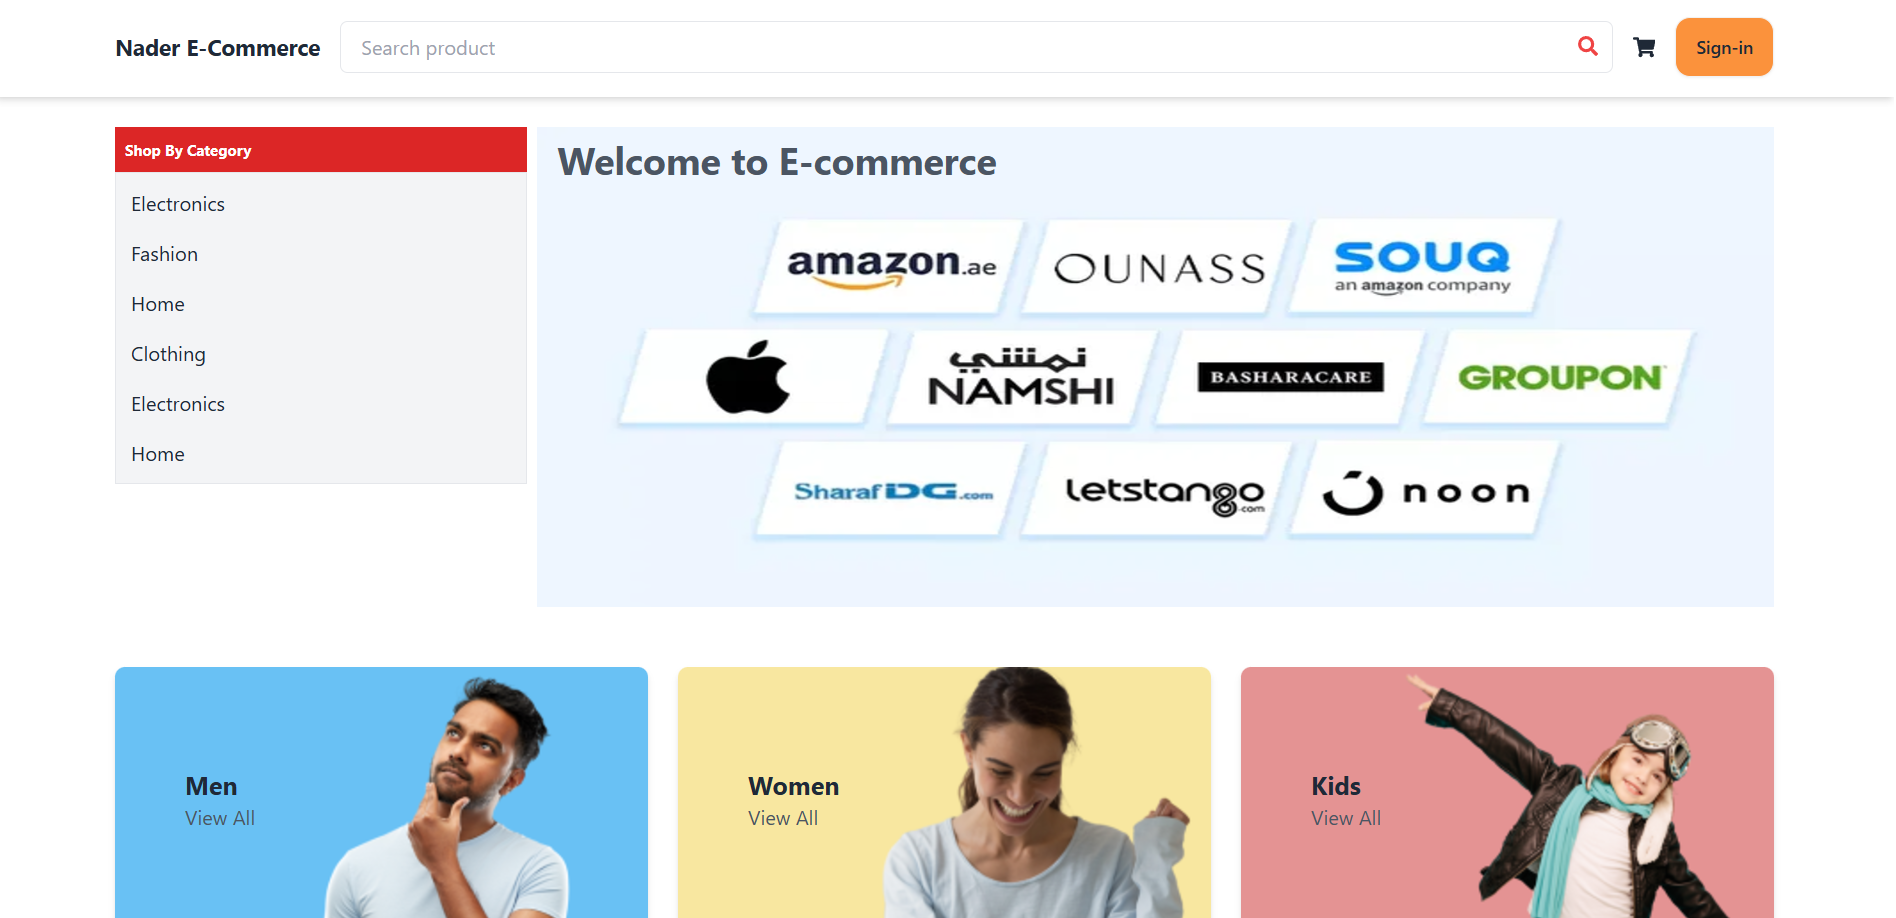 Nader E-Commerce
Search product
Sign-in
Shop By Category
Electronics
Fashion
Home
Clothing
Electronics
Home
Welcome to E-commerce
amazon.ae
OUNASS
SOUQ
an amazon company
نمشي
NAMSHI
BASHARACARE
GROUPON
Sharaf DG.com
letstango
.com
noon
Men
View All
Women
View All
Kids
View All